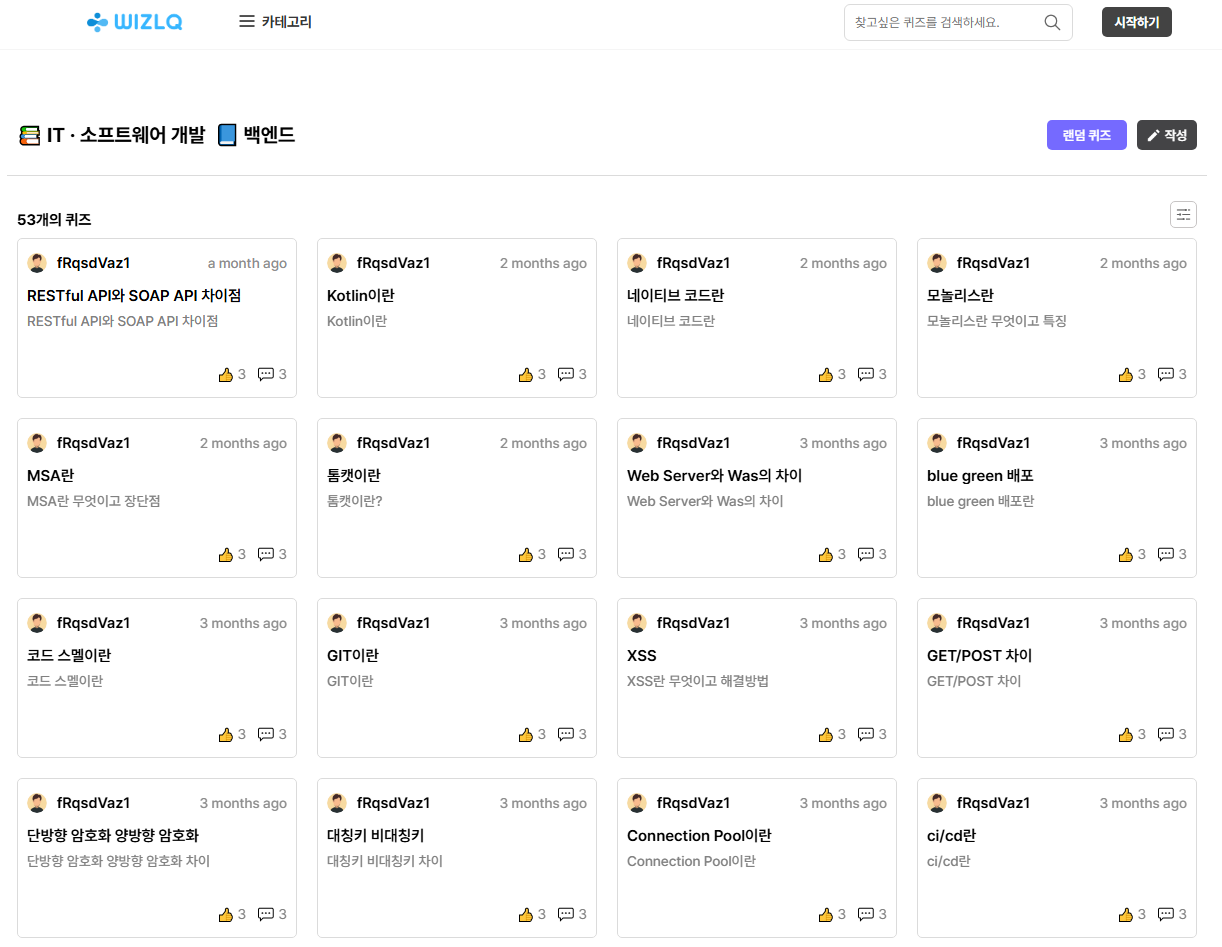 WIZLQ
카테고리
찾고싶은 퀴즈를 검색하세요.
시작하기
IT · 소프트웨어 개발 백엔드
랜덤 퀴즈
작성
53개의 퀴즈
fRqsdVaz1 a month ago
RESTful API와 SOAP API 차이점
RESTful API와 SOAP API 차이점
3 3
fRqsdVaz1 2 months ago
Kotlin이란
Kotlin이란
3 3
fRqsdVaz1 2 months ago
네이티브 코드란
네이티브 코드란
3 3
fRqsdVaz1 2 months ago
모놀리스란
모놀리스란 무엇이고 특징
3 3
fRqsdVaz1 2 months ago
MSA란
MSA란 무엇이고 장단점
3 3
fRqsdVaz1 2 months ago
톰캣이란
톰캣이란?
3 3
fRqsdVaz1 3 months ago
Web Server와 Was의 차이
Web Server와 Was의 차이
3 3
fRqsdVaz1 3 months ago
blue green 배포
blue green 배포란
3 3
fRqsdVaz1 3 months ago
코드 스멜이란
코드 스멜이란
3 3
fRqsdVaz1 3 months ago
GIT이란
GIT이란
3 3
fRqsdVaz1 3 months ago
XSS
XSS란 무엇이고 해결방법
3 3
fRqsdVaz1 3 months ago
GET/POST 차이
GET/POST 차이
3 3
fRqsdVaz1 3 months ago
단방향 암호화 양방향 암호화
단방향 암호화 양방향 암호화 차이
3 3
fRqsdVaz1 3 months ago
대칭키 비대칭키
대칭키 비대칭키 차이
3 3
fRqsdVaz1 3 months ago
Connection Pool이란
Connection Pool이란
3 3
fRqsdVaz1 3 months ago
ci/cd란
ci/cd란
3 3